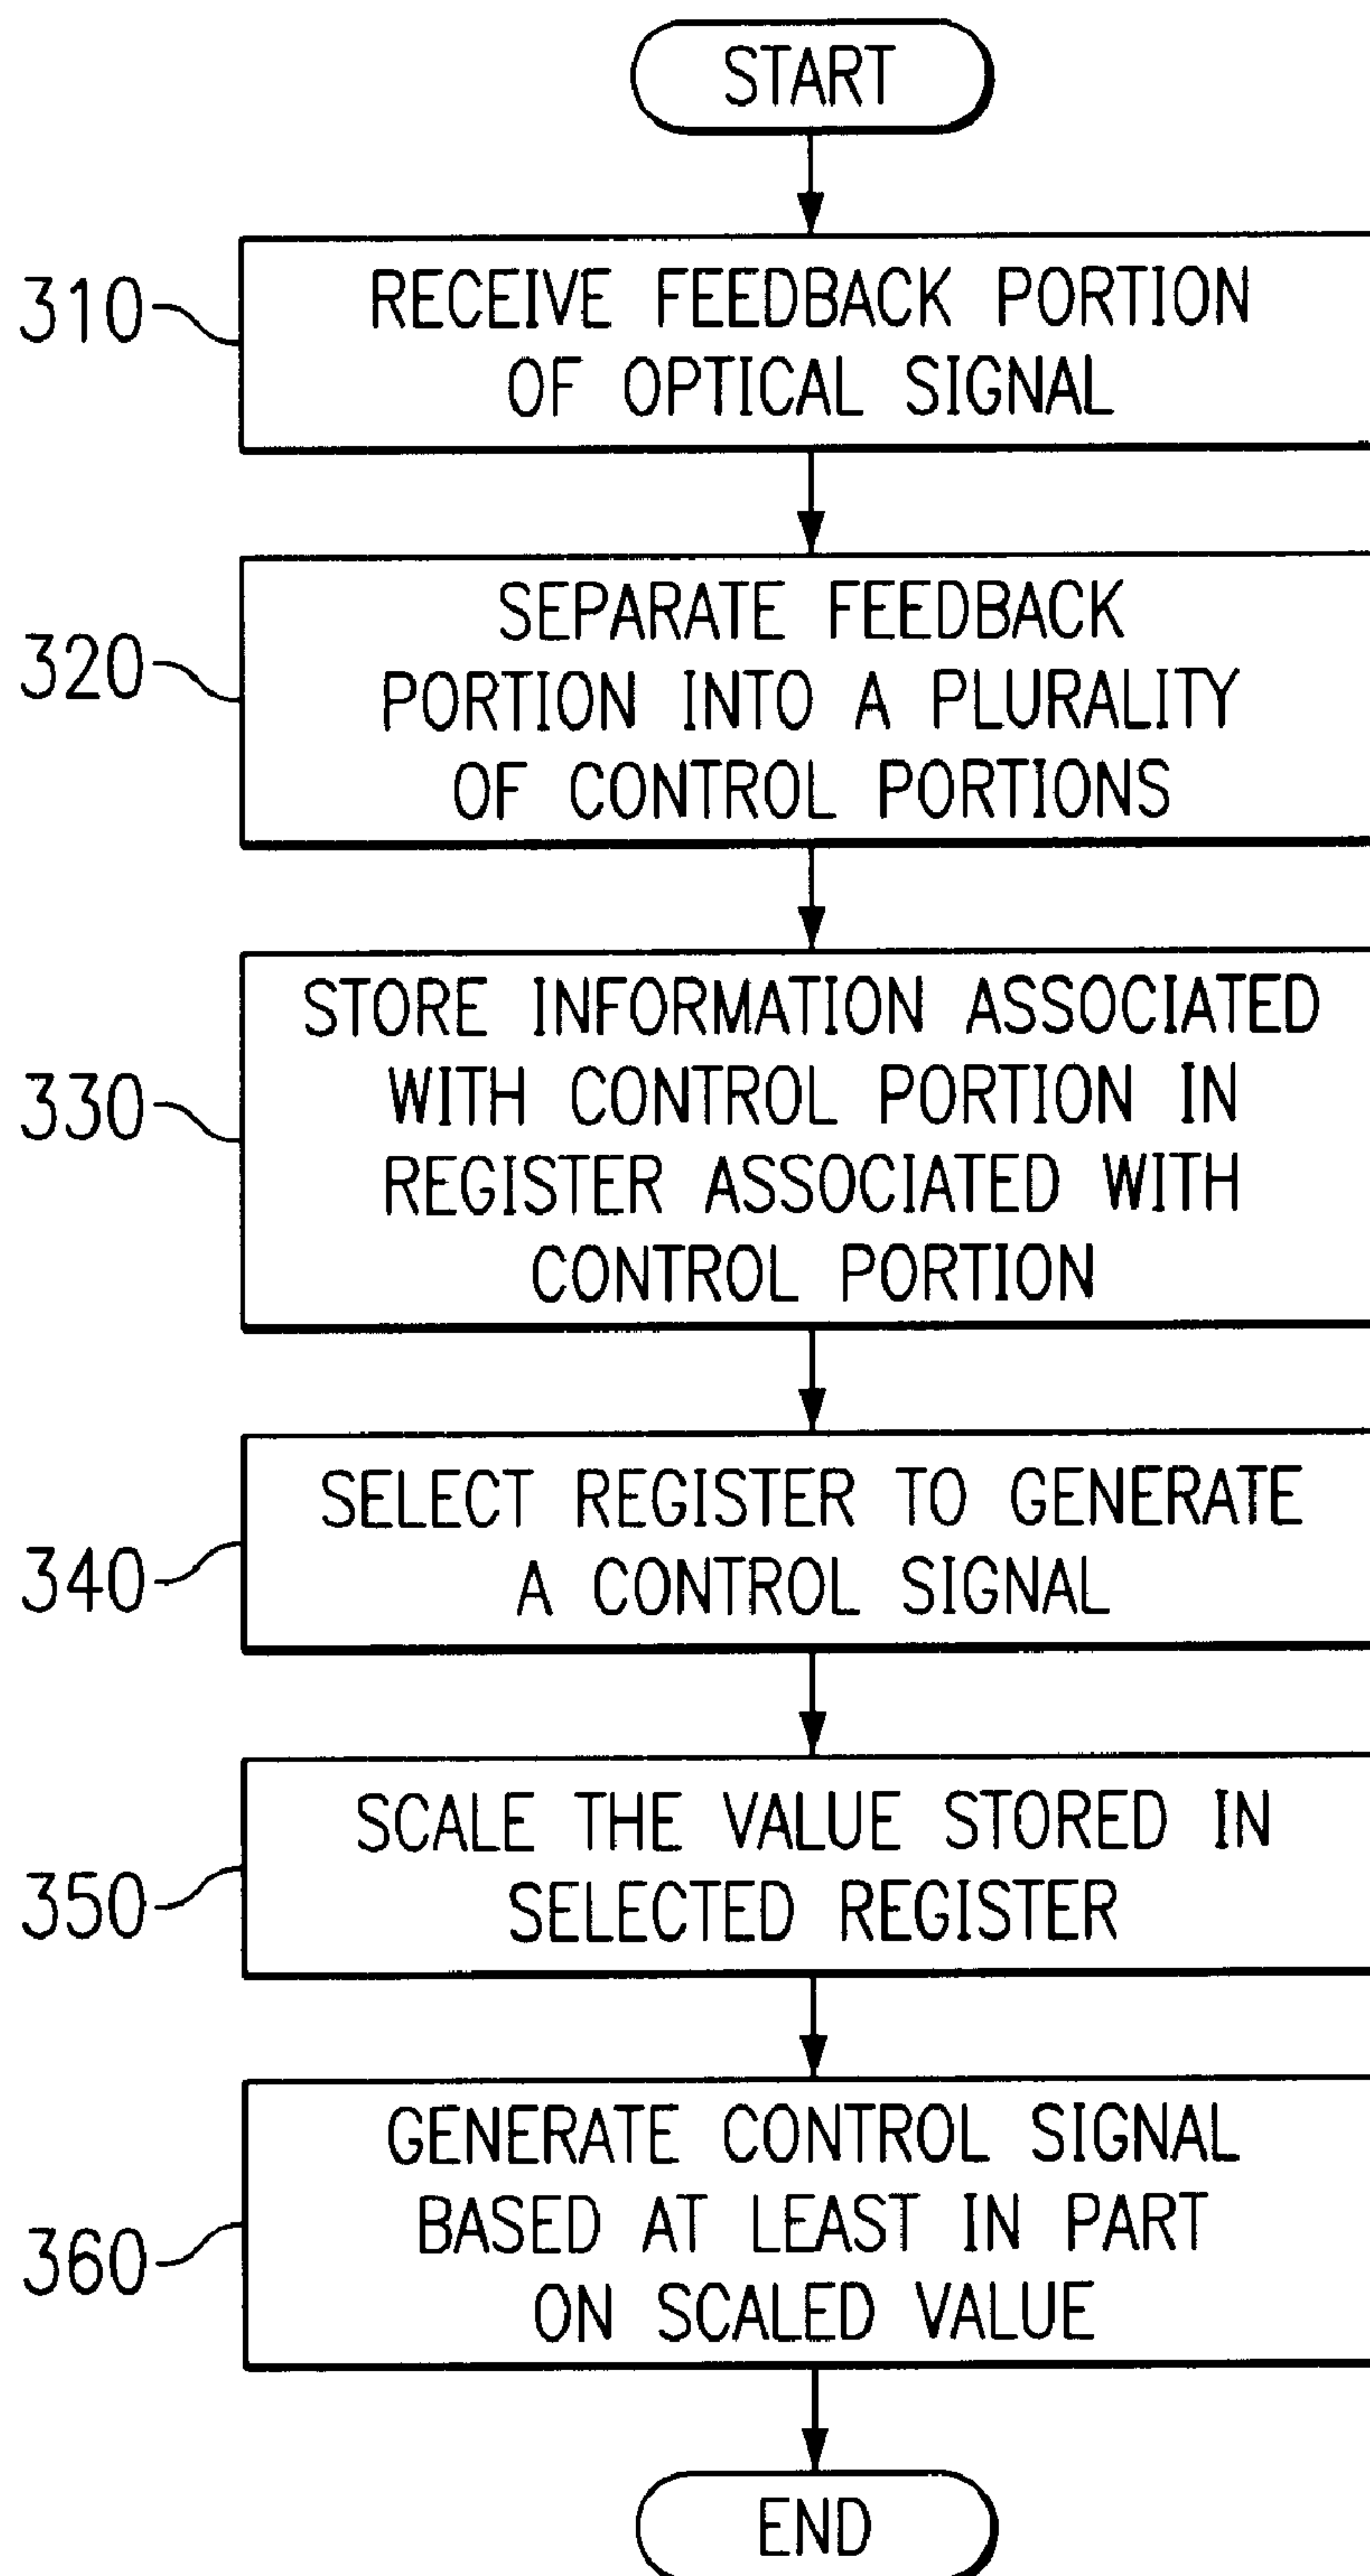 START
310
RECEIVE FEEDBACK PORTION
OF OPTICAL SIGNAL
320
SEPARATE FEEDBACK
PORTION INTO A PLURALITY
OF CONTROL PORTIONS
330
STORE INFORMATION ASSOCIATED
WITH CONTROL PORTION IN
REGISTER ASSOCIATED WITH
CONTROL PORTION
340
SELECT REGISTER TO GENERATE
A CONTROL SIGNAL
350
SCALE THE VALUE STORED IN
SELECTED REGISTER
360
GENERATE CONTROL SIGNAL
BASED AT LEAST IN PART
ON SCALED VALUE
END